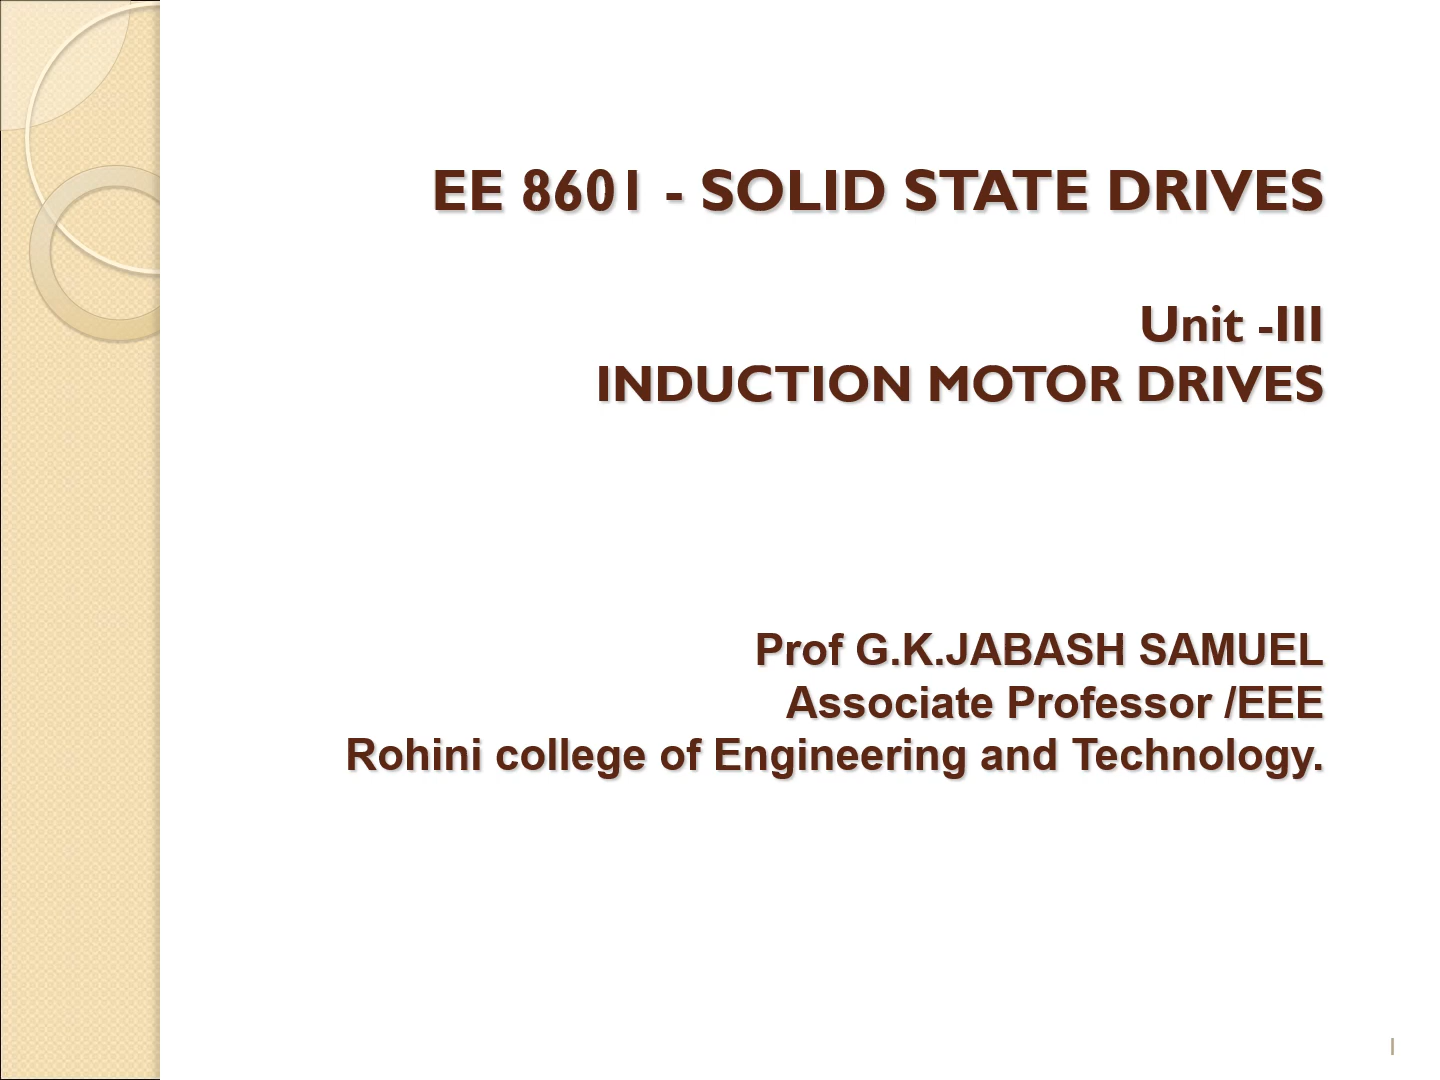 EE 8601 - SOLID STATE DRIVES
Unit -III
INDUCTION MOTOR DRIVES
Prof G.K.JABASH SAMUEL
Associate Professor /EEE
Rohini college of Engineering and Technology.
1